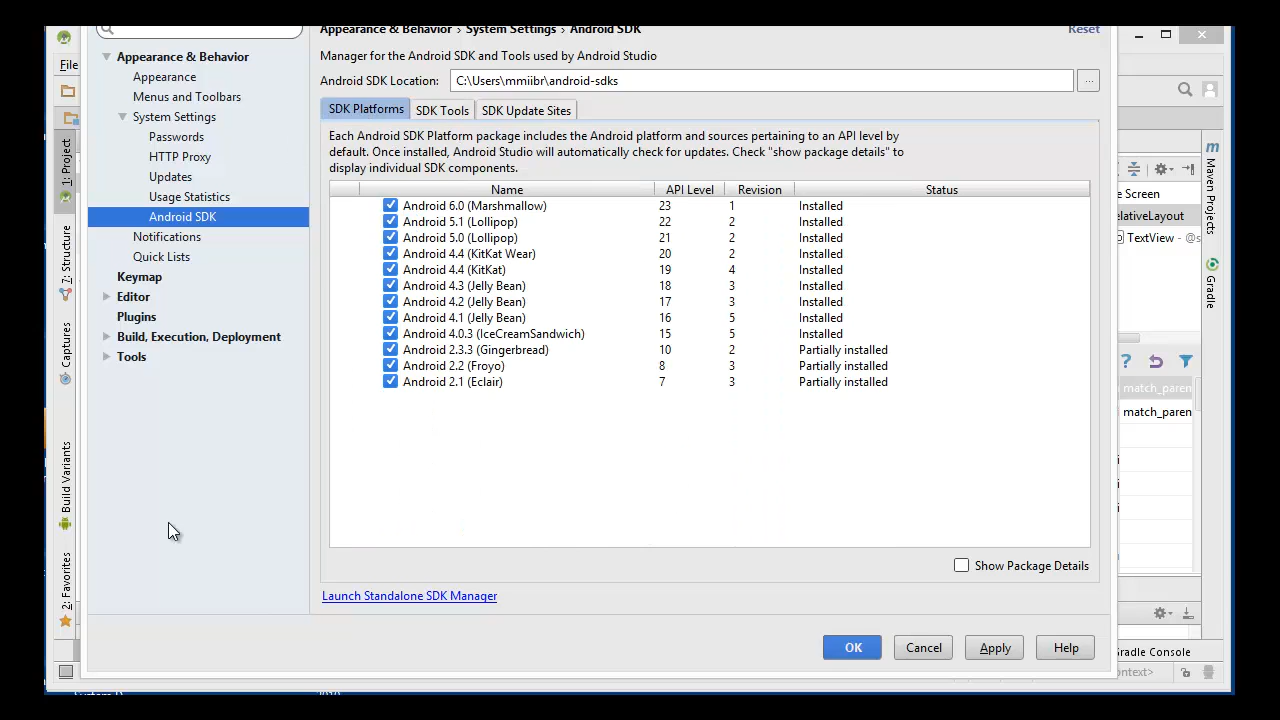 Appearance & Behavior › System Settings › Android SDK
Reset
File
Manager for the Android SDK and Tools used by Android Studio
Android SDK Location: C:\Users\mmiibr\android-sdks ...
Appearance & Behavior
Appearance
Menus and Toolbars
System Settings
Passwords
HTTP Proxy
Updates
Usage Statistics
Android SDK
Notifications
Quick Lists
Keymap
Editor
Plugins
Build, Execution, Deployment
Tools
SDK Platforms SDK Tools SDK Update Sites
Each Android SDK Platform package includes the Android platform and sources pertaining to an API level by
default. Once installed, Android Studio will automatically check for updates. Check "show package details" to
display individual SDK components.
Name API Level Revision Status
Android 6.0 (Marshmallow) 23 1 Installed
Android 5.1 (Lollipop) 22 2 Installed
Android 5.0 (Lollipop) 21 2 Installed
Android 4.4 (KitKat Wear) 20 2 Installed
Android 4.4 (KitKat) 19 4 Installed
Android 4.3 (Jelly Bean) 18 3 Installed
Android 4.2 (Jelly Bean) 17 3 Installed
Android 4.1 (Jelly Bean) 16 5 Installed
Android 4.0.3 (IceCreamSandwich) 15 5 Installed
Android 2.3.3 (Gingerbread) 10 2 Partially installed
Android 2.2 (Froyo) 8 3 Partially installed
Android 2.1 (Eclair) 7 3 Partially installed
Show Package Details
Launch Standalone SDK Manager
OK Cancel Apply Help
1: Project
7: Structure
Captures
Build Variants
2: Favorites
e Screen
elativeLayout
TextView - @s
match_paren
match_paren
Maven Projects
Gradle
Gradle Console
ontext>